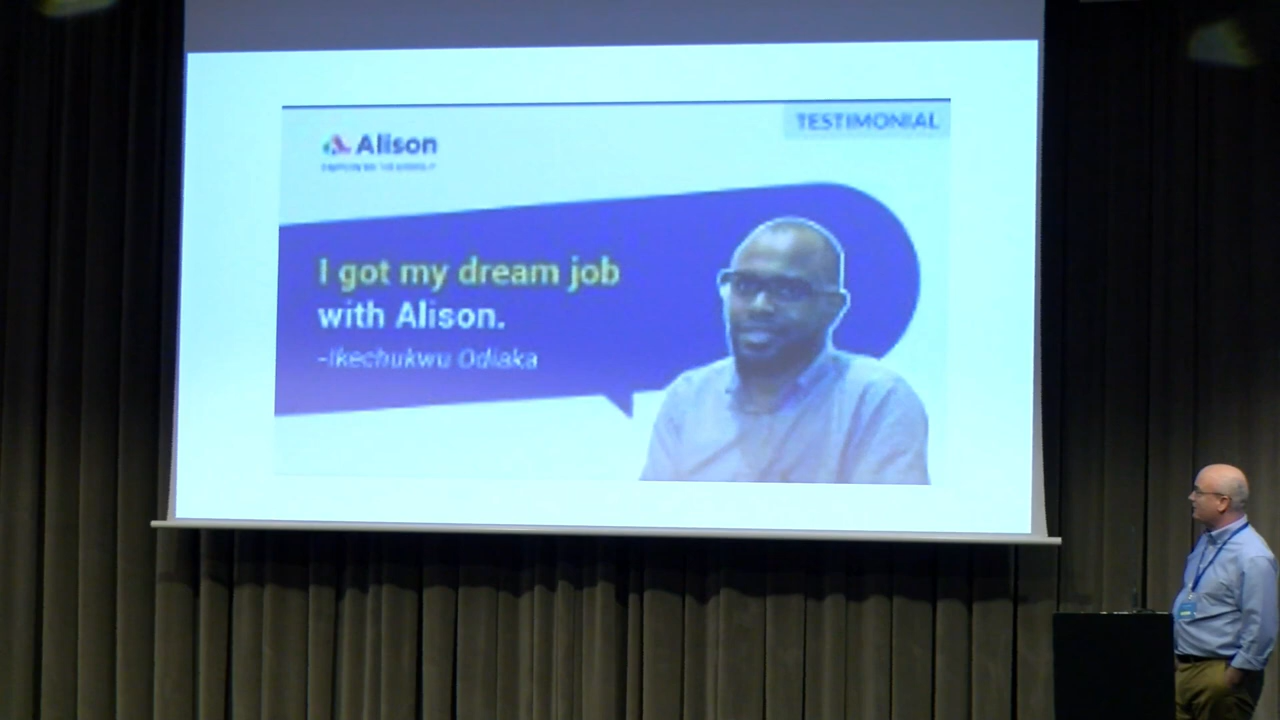 TESTIMONIAL
Alison
I got my dream job
with Alison.
-Ikechukwu Odiaka